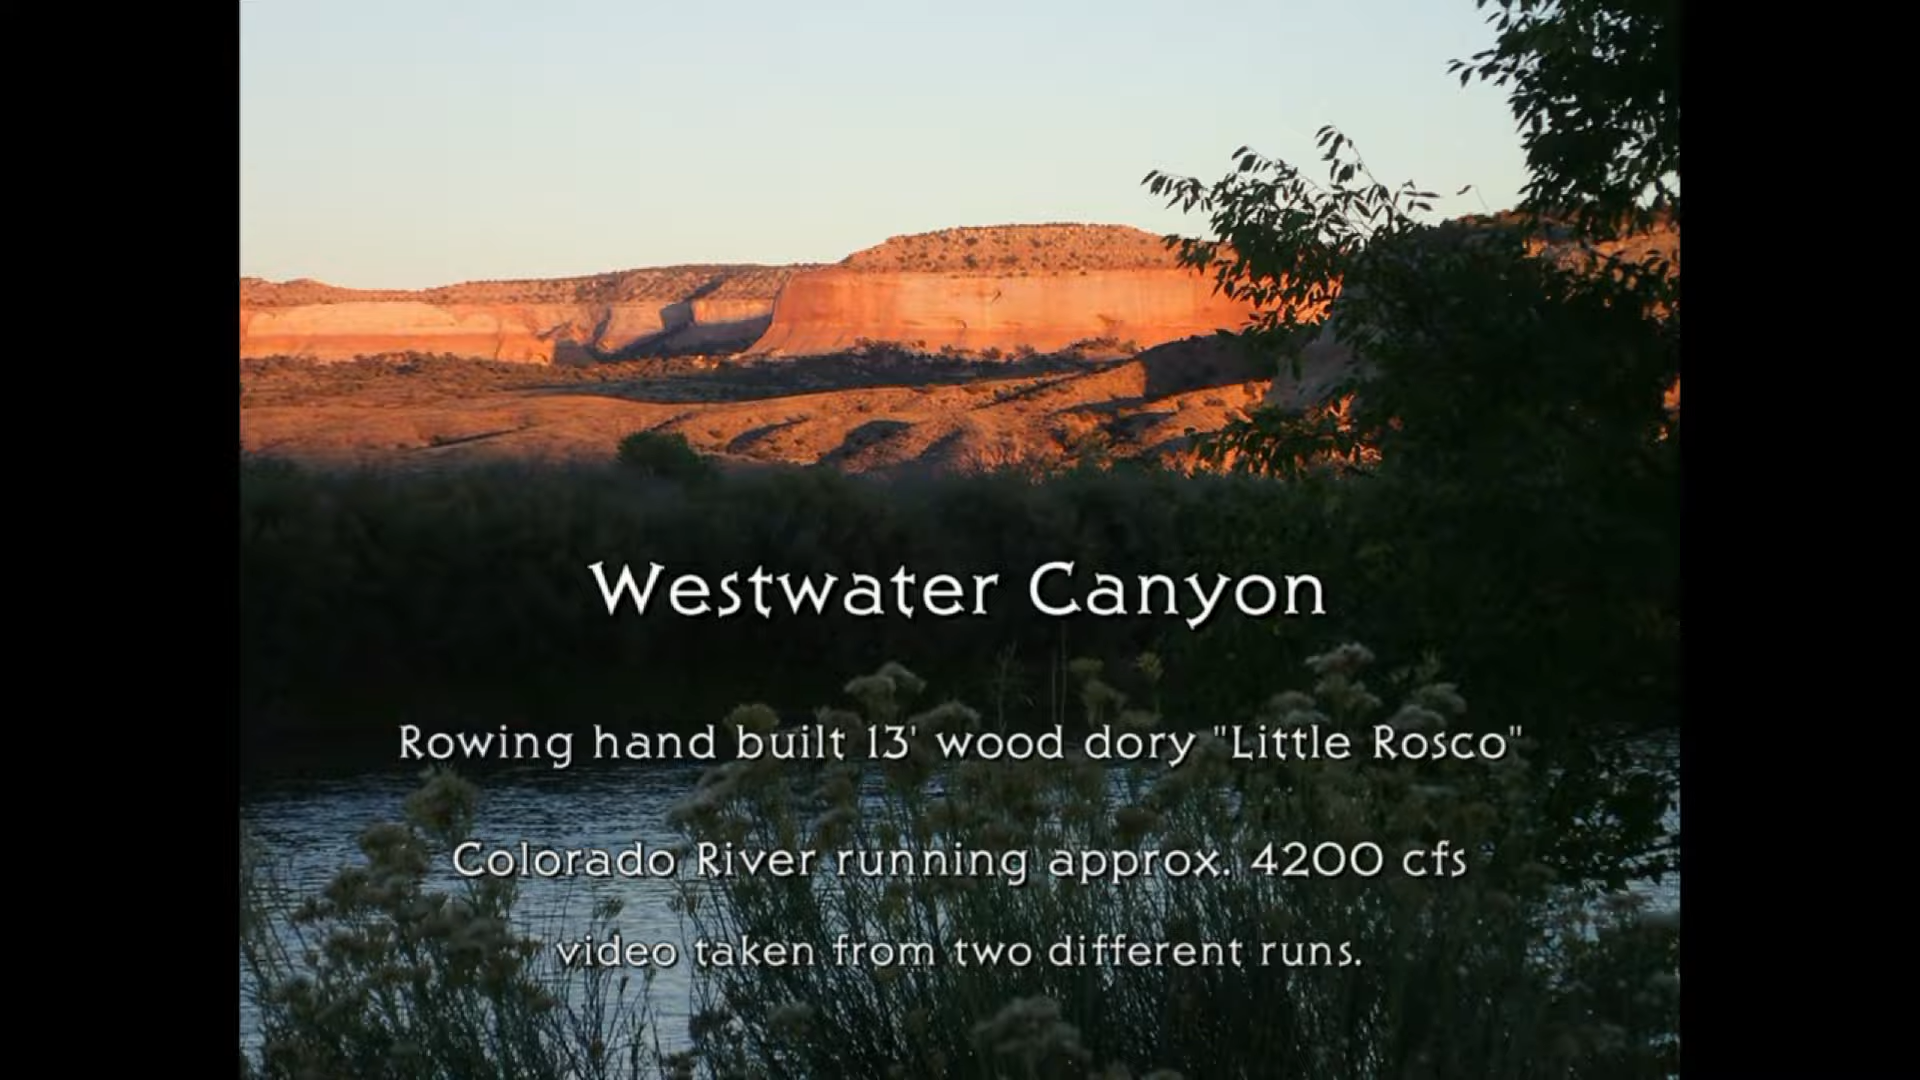 Westwater Canyon
Rowing hand built 13' wood dory "Little Rosco"
Colorado River running approx. 4200 cfs
video taken from two different runs.